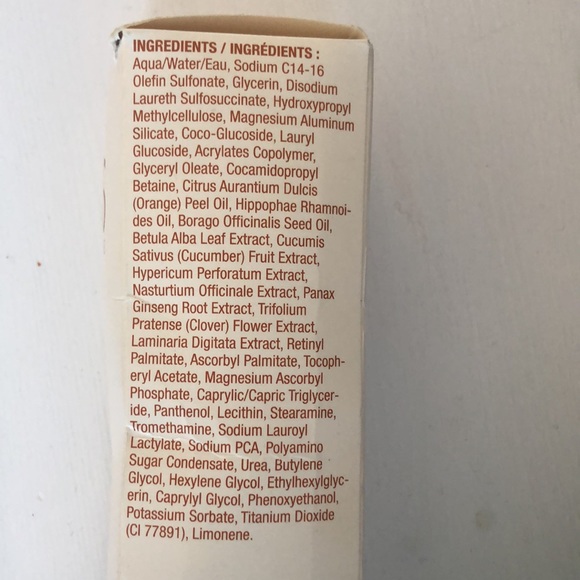 INGREDIENTS / INGRÉDIENTS :
Aqua/Water/Eau, Sodium C14-16
Olefin Sulfonate, Glycerin, Disodium
Laureth Sulfosuccinate, Hydroxypropyl
Methylcellulose, Magnesium Aluminum
Silicate, Coco-Glucoside, Lauryl
Glucoside, Acrylates Copolymer,
Glyceryl Oleate, Cocamidopropyl
Betaine, Citrus Aurantium Dulcis
(Orange) Peel Oil, Hippophae Rhamnoi-
des Oil, Borago Officinalis Seed Oil,
Betula Alba Leaf Extract, Cucumis
Sativus (Cucumber) Fruit Extract,
Hypericum Perforatum Extract,
Nasturtium Officinale Extract, Panax
Ginseng Root Extract, Trifolium
Pratense (Clover) Flower Extract,
Laminaria Digitata Extract, Retinyl
Palmitate, Ascorbyl Palmitate, Tocoph-
eryl Acetate, Magnesium Ascorbyl
Phosphate, Caprylic/Capric Triglycer-
ide, Panthenol, Lecithin, Stearamine,
Tromethamine, Sodium Lauroyl
Lactylate, Sodium PCA, Polyamino
Sugar Condensate, Urea, Butylene
Glycol, Hexylene Glycol, Ethylhexylglyc-
erin, Caprylyl Glycol, Phenoxyethanol,
Potassium Sorbate, Titanium Dioxide
(CI 77891), Limonene.